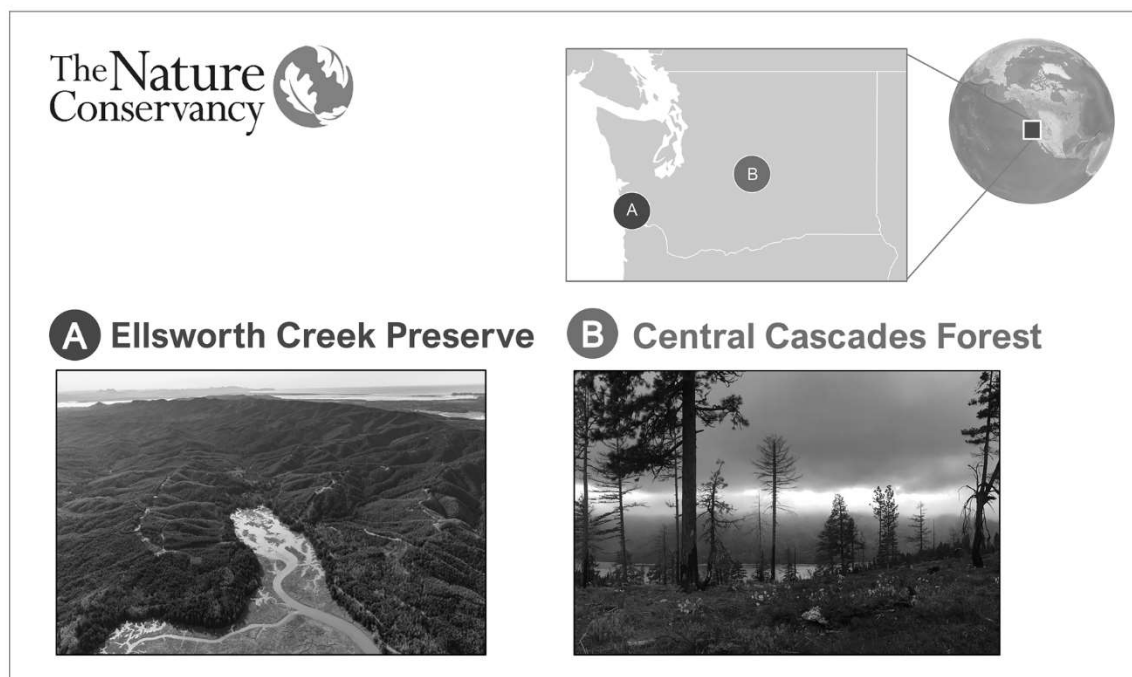 The Nature
Conservancy
A
B
A Ellsworth Creek Preserve
B Central Cascades Forest